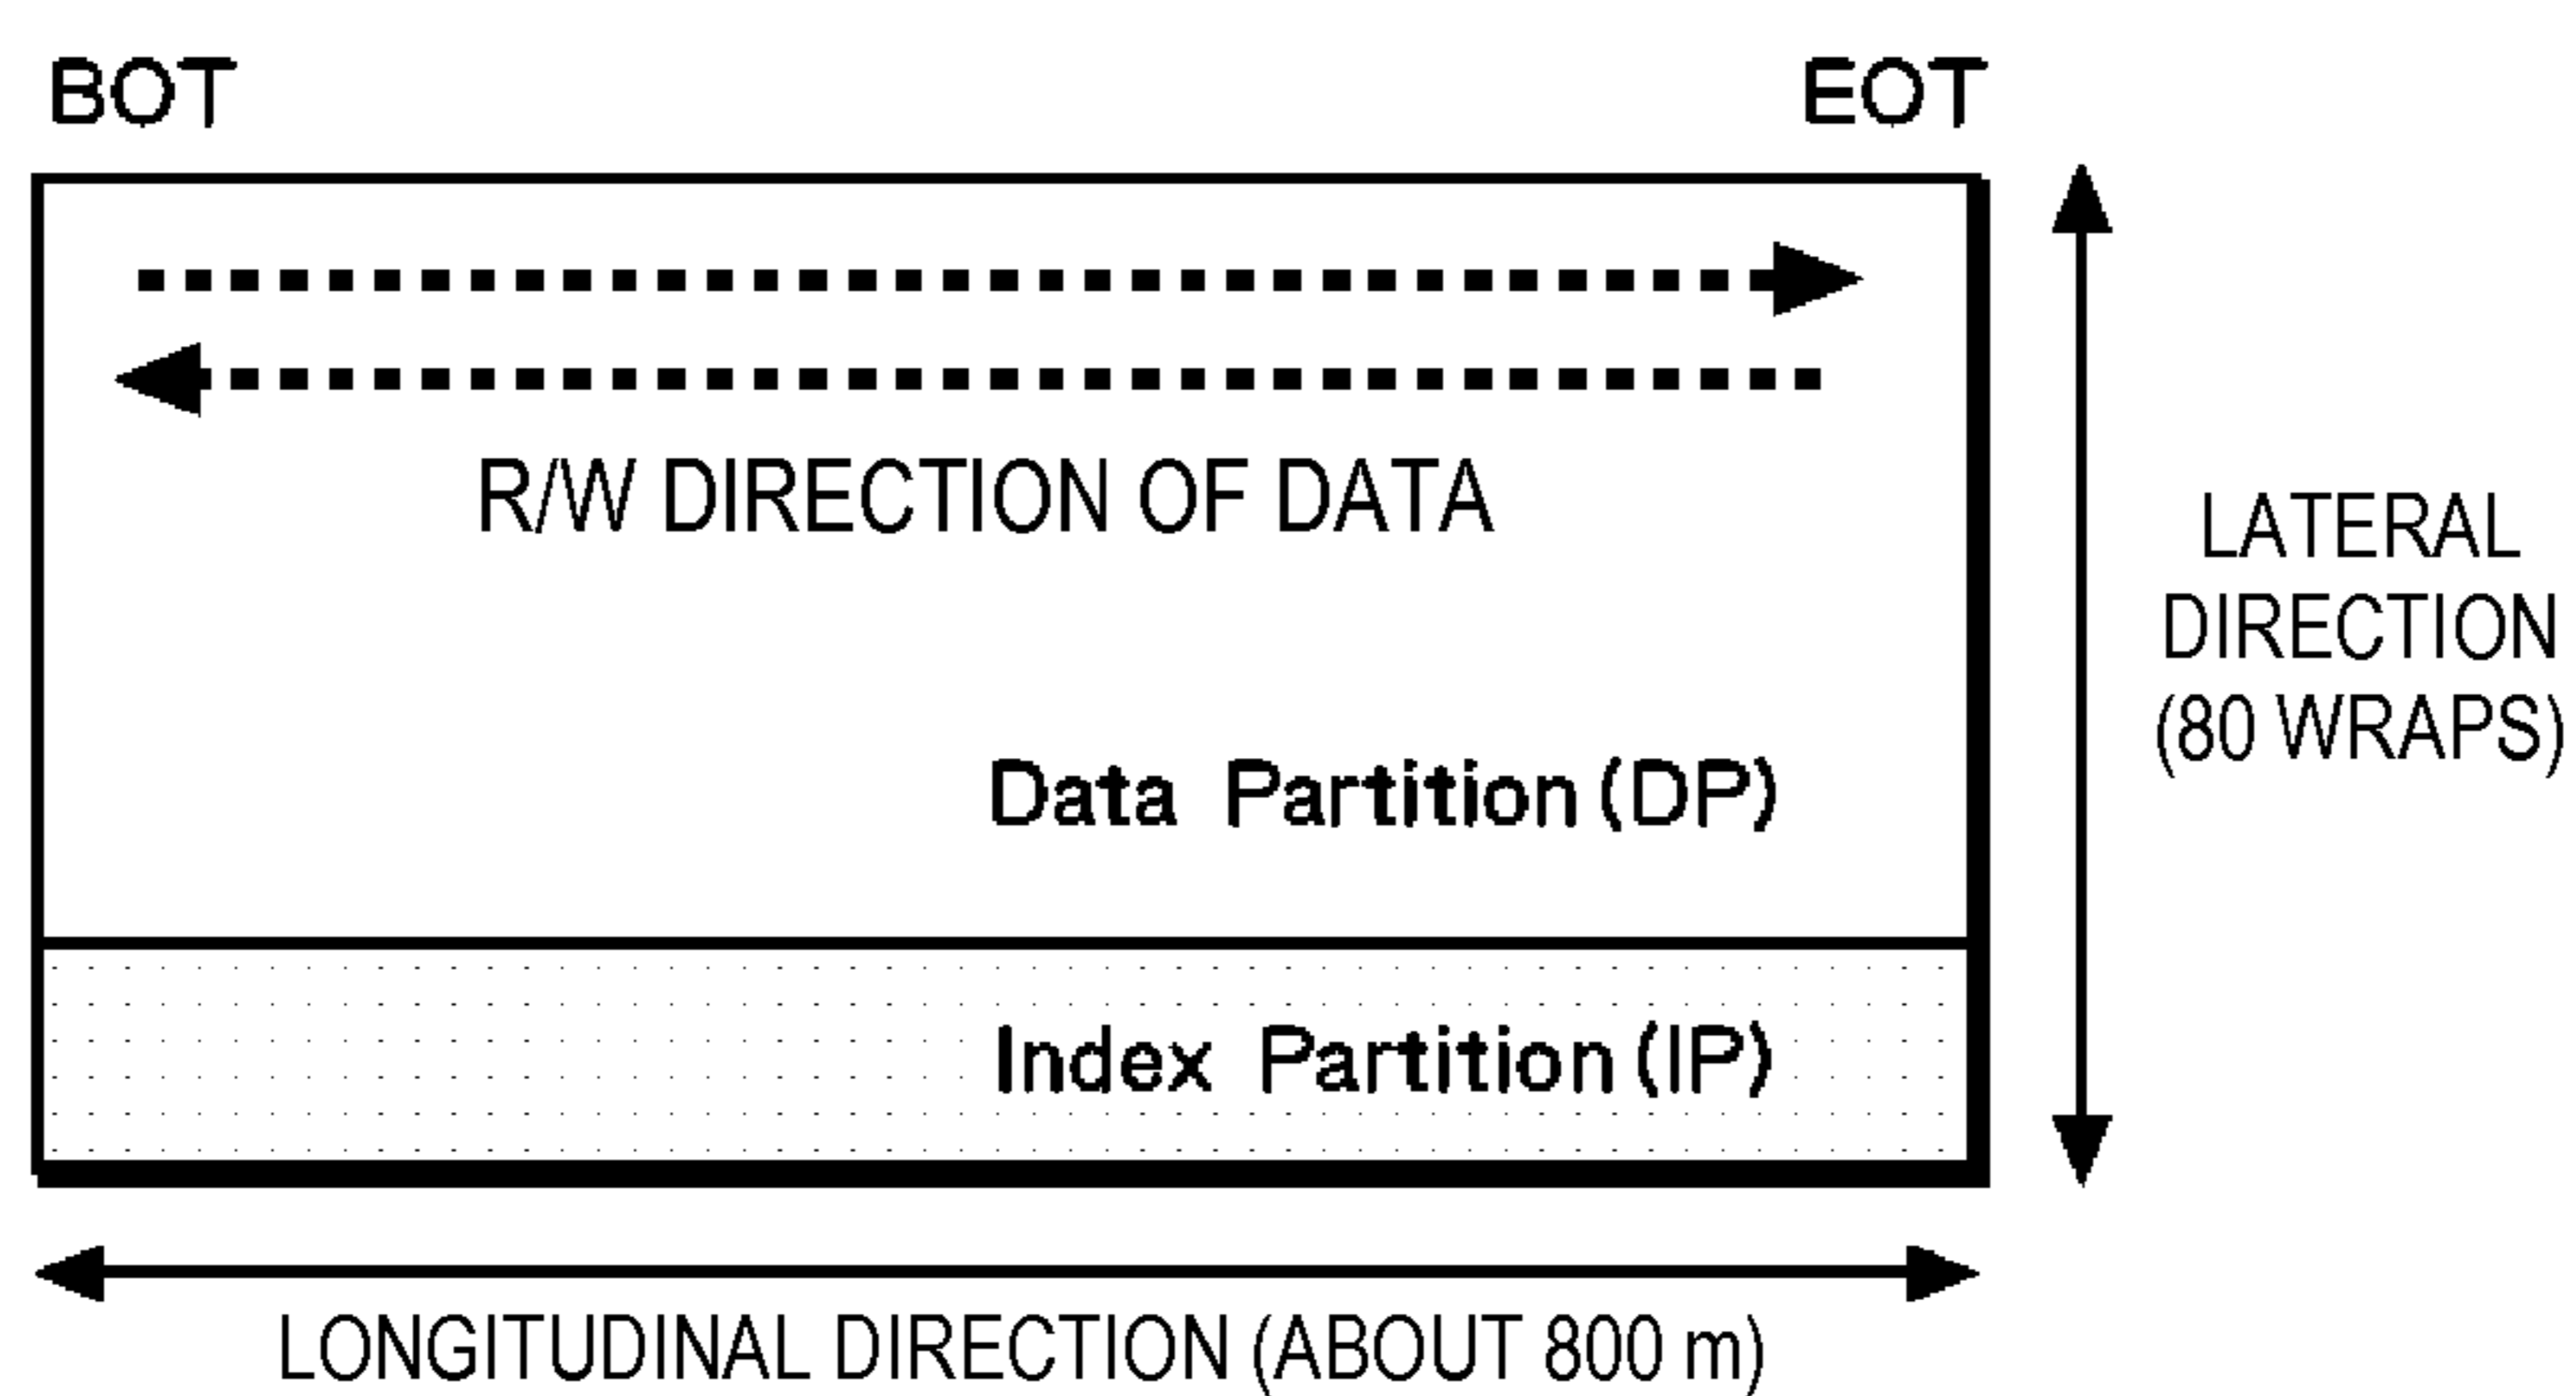 BOT
EOT
R/W DIRECTION OF DATA
LATERAL
DIRECTION
(80 WRAPS)
Data Partition(DP)
Index Partition(IP)
LONGITUDINAL DIRECTION (ABOUT 800 m)